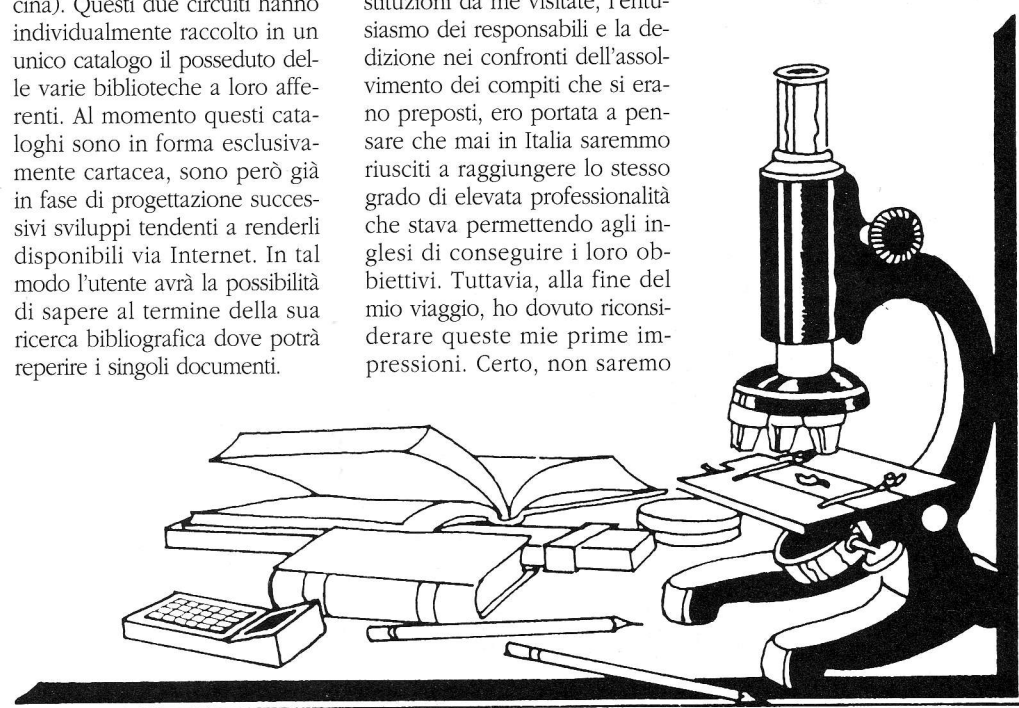 cina). Questi due circuiti hanno
individualmente raccolto in un
unico catalogo il posseduto del-
le varie biblioteche a loro affe-
renti. Al momento questi cata-
loghi sono in forma esclusiva-
mente cartacea, sono però già
in fase di progettazione succes-
sivi sviluppi tendenti a renderli
disponibili via Internet. In tal
modo l'utente avrà la possibilità
di sapere al termine della sua
ricerca bibliografica dove potrà
reperire i singoli documenti.
stituzioni da me visitate, l'entu-
siasmo dei responsabili e la de-
dizione nei confronti dell'assol-
vimento dei compiti che si era-
no preposti, ero portata a pen-
sare che mai in Italia saremmo
riusciti a raggiungere lo stesso
grado di elevata professionalità
che stava permettendo agli in-
glesi di conseguire i loro ob-
biettivi. Tuttavia, alla fine del
mio viaggio, ho dovuto riconsi-
derare queste mie prime im-
pressioni. Certo, non saremo